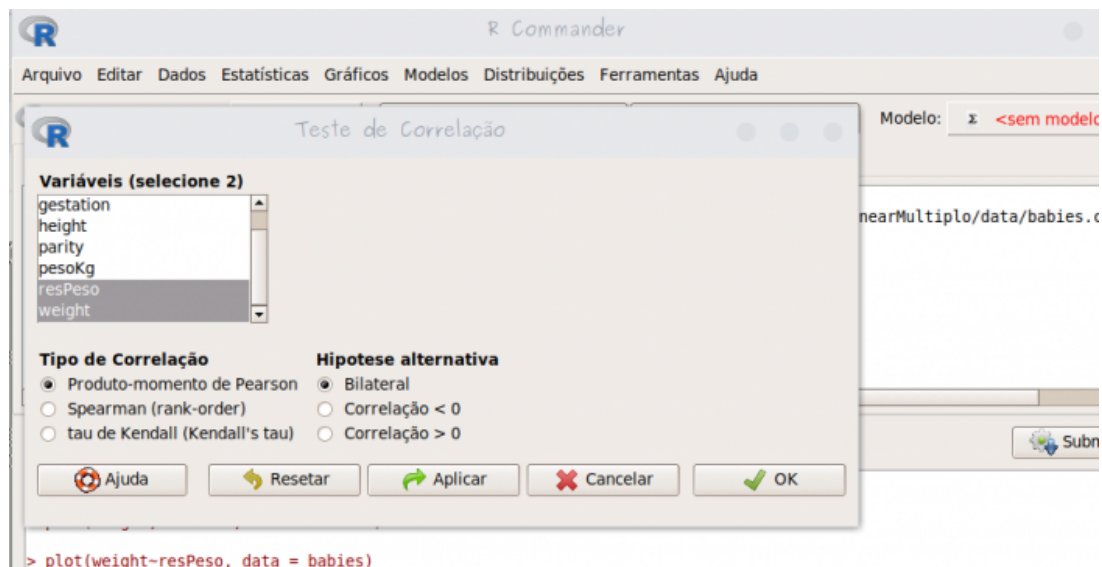 R Commander
Arquivo Editar Dados Estatísticas Gráficos Modelos Distribuições Ferramentas Ajuda
Teste de Correlação
Modelo: Σ <sem modelo
Variáveis (selecione 2)
gestation
height
parity
pesoKg
resPeso
weight
nearMultiplo/data/babies.c
Tipo de Correlação
Hipotese alternativa
Produto-momento de Pearson
Bilateral
Spearman (rank-order)
Correlação < 0
tau de Kendall (Kendall's tau)
Correlação > 0
Subm
Ajuda Resetar Aplicar Cancelar OK
> plot(weight~resPeso, data = babies)